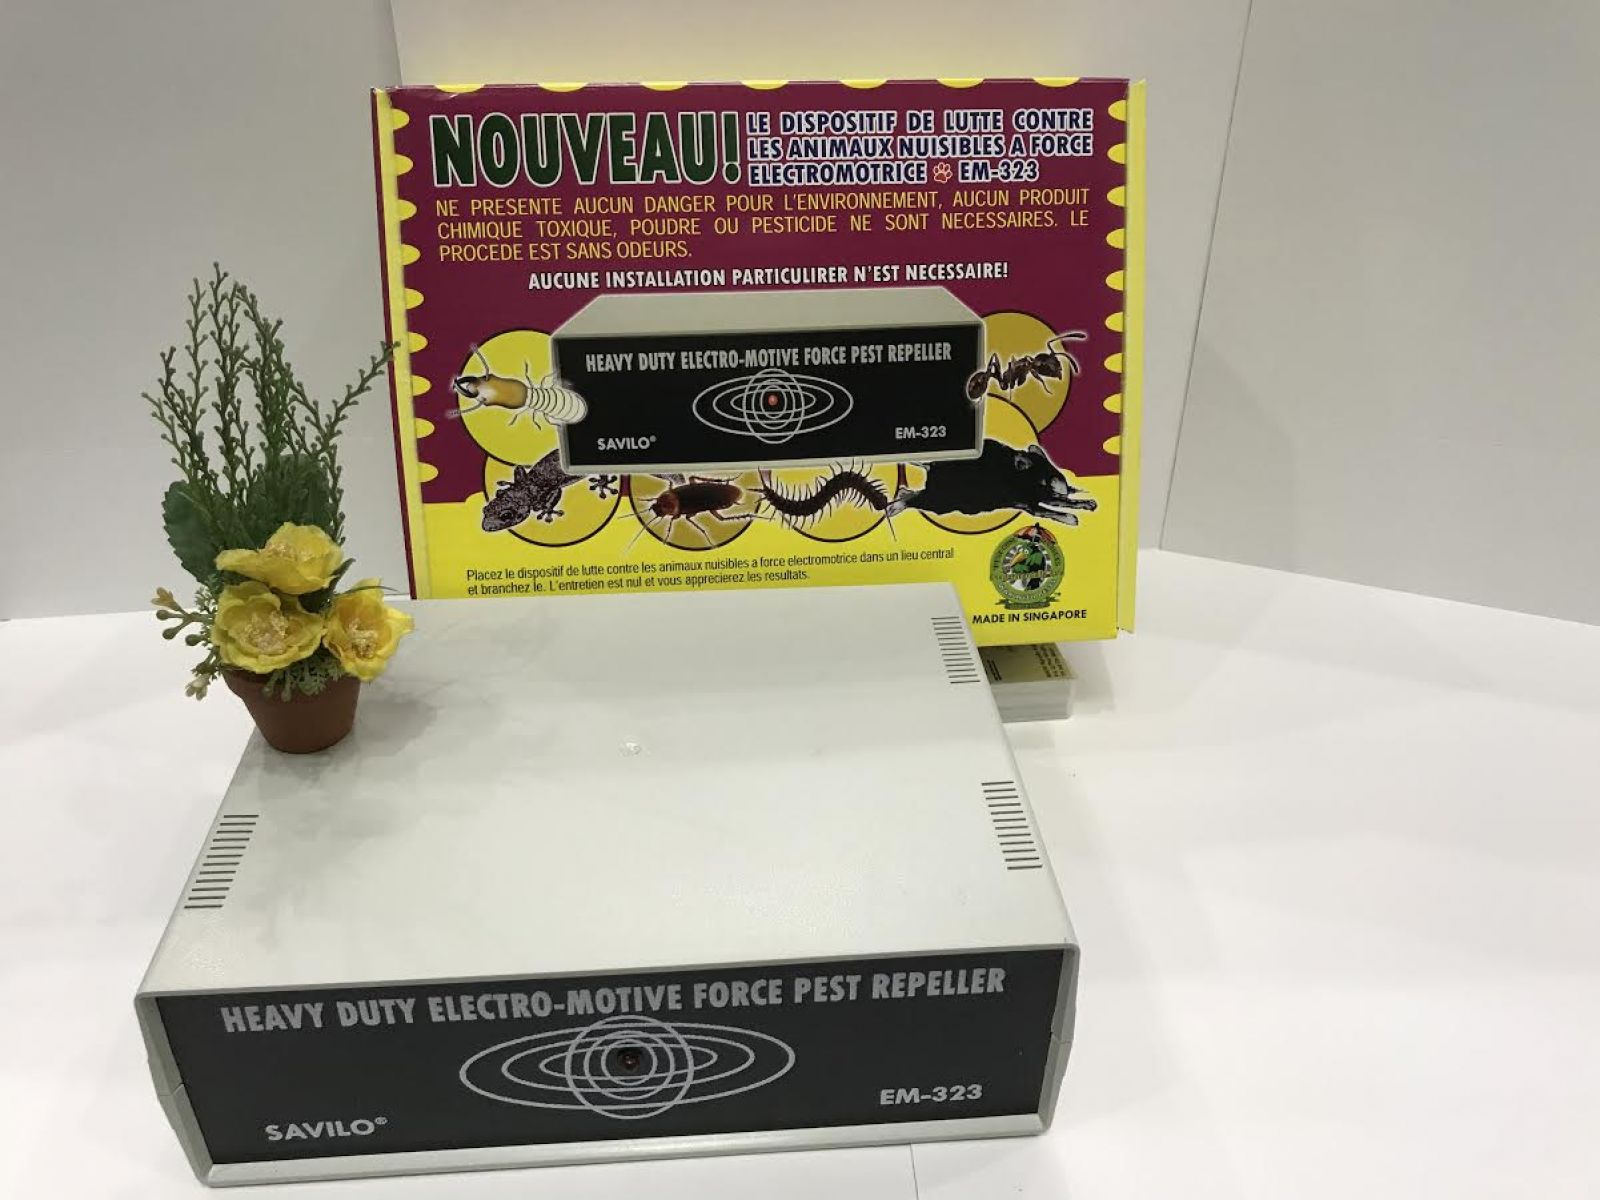 NOUVEAU!
LE DISPOSITIF DE LUTTE CONTRE
LES ANIMAUX NUISIBLES A FORCE
ELECTROMOTRICE EM-323
NE PRESENTE AUCUN DANGER POUR L'ENVIRONNEMENT, AUCUN PRODUIT
CHIMIQUE TOXIQUE, POUDRE OU PESTICIDE NE SONT NECESSAIRES. LE
PROCEDE EST SANS ODEURS.
AUCUNE INSTALLATION PARTICULIRER N'EST NECESSAIRE!
HEAVY DUTY ELECTRO-MOTIVE FORCE PEST REPELLER
SAVILO®
EM-323
Placez le dispositif de lutte contre les animaux nuisibles a force electromotrice dans un lieu central
et branchez le. L'entretien est nul et vous apprecierez les resultats.
MADE IN SINGAPORE
HEAVY DUTY ELECTRO-MOTIVE FORCE PEST REPELLER
SAVILO®
EM-323